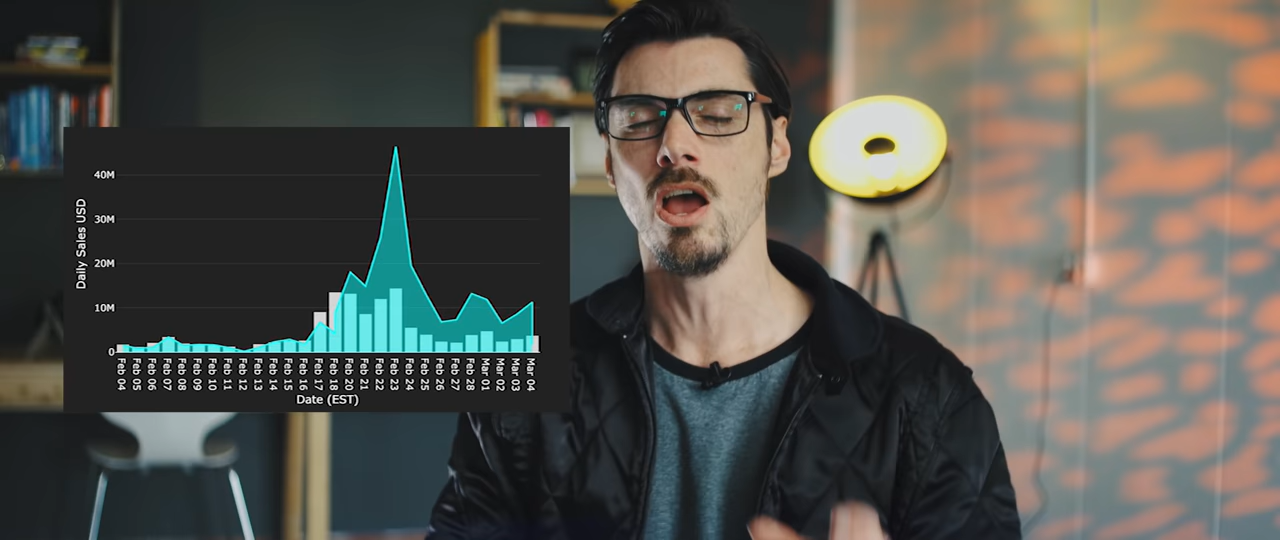 40M
30M
20M
10M
0
Daily Sales USD
Feb 04
Feb 05
Feb 06
Feb 07
Feb 08
Feb 09
Feb 10
Feb 11
Feb 12
Feb 13
Feb 14
Feb 15
Feb 16
Feb 17
Feb 18
Feb 20
Feb 21
Feb 22
Feb 23
Feb 24
Feb 25
Feb 26
Feb 27
Feb 28
Mar 01
Mar 02
Mar 03
Mar 04
Date (EST)